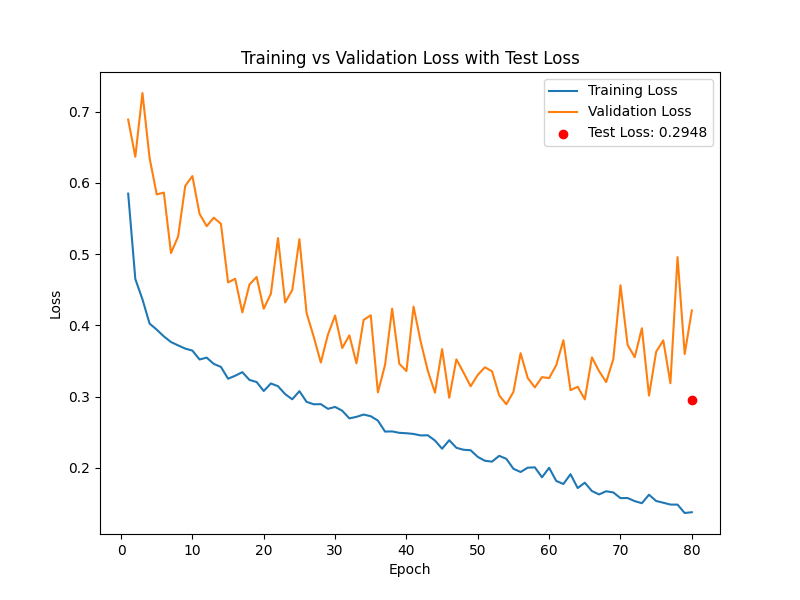 Training vs Validation Loss with Test Loss
Training Loss
Validation Loss
Test Loss: 0.2948
0.7
0.6
0.5
0.4
0.3
0.2
Loss
0 10 20 30 40 50 60 70 80
Epoch